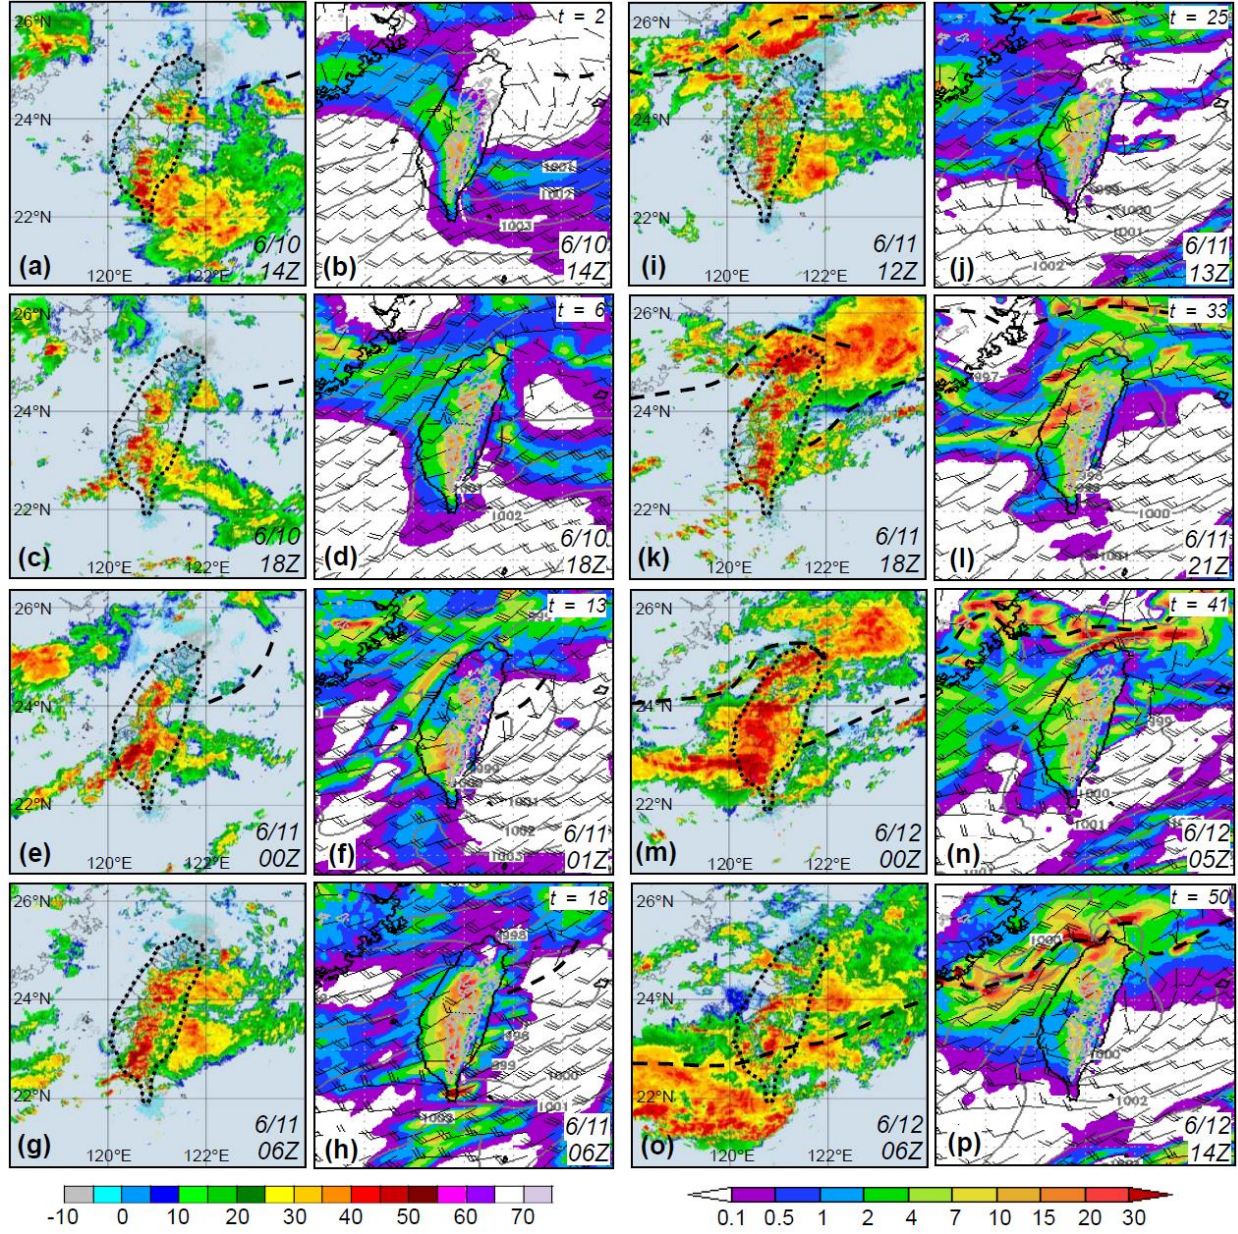 26°N
24°N
22°N
120°E 122°E
(a)
6/10
14Z
t = 2
1001
1002
1003
(b)
6/10
14Z
26°N
24°N
22°N
120°E 122°E
(i)
6/11
12Z
t = 25
1000
1001
1002
(j)
6/11
13Z
26°N
24°N
22°N
120°E 122°E
(c)
6/10
18Z
t = 6
1001
1002
(d)
6/10
18Z
26°N
24°N
22°N
120°E 122°E
(k)
6/11
18Z
t = 33
997
998
1000
1001
(l)
6/11
21Z
26°N
24°N
22°N
120°E 122°E
(e)
6/11
00Z
t = 13
999
1000
1001
1002
1003
(f)
6/11
01Z
26°N
24°N
22°N
120°E 122°E
(m)
6/12
00Z
t = 41
999
1000
1001
(n)
6/12
05Z
26°N
24°N
22°N
120°E 122°E
(g)
6/11
06Z
t = 18
998
998
999
1000
1001
(h)
6/11
06Z
26°N
24°N
22°N
120°E 122°E
(o)
6/12
06Z
t = 50
1000
1000
1002
(p)
6/12
14Z
-10 0 10 20 30 40 50 60 70
0.1 0.5 1 2 4 7 10 15 20 30